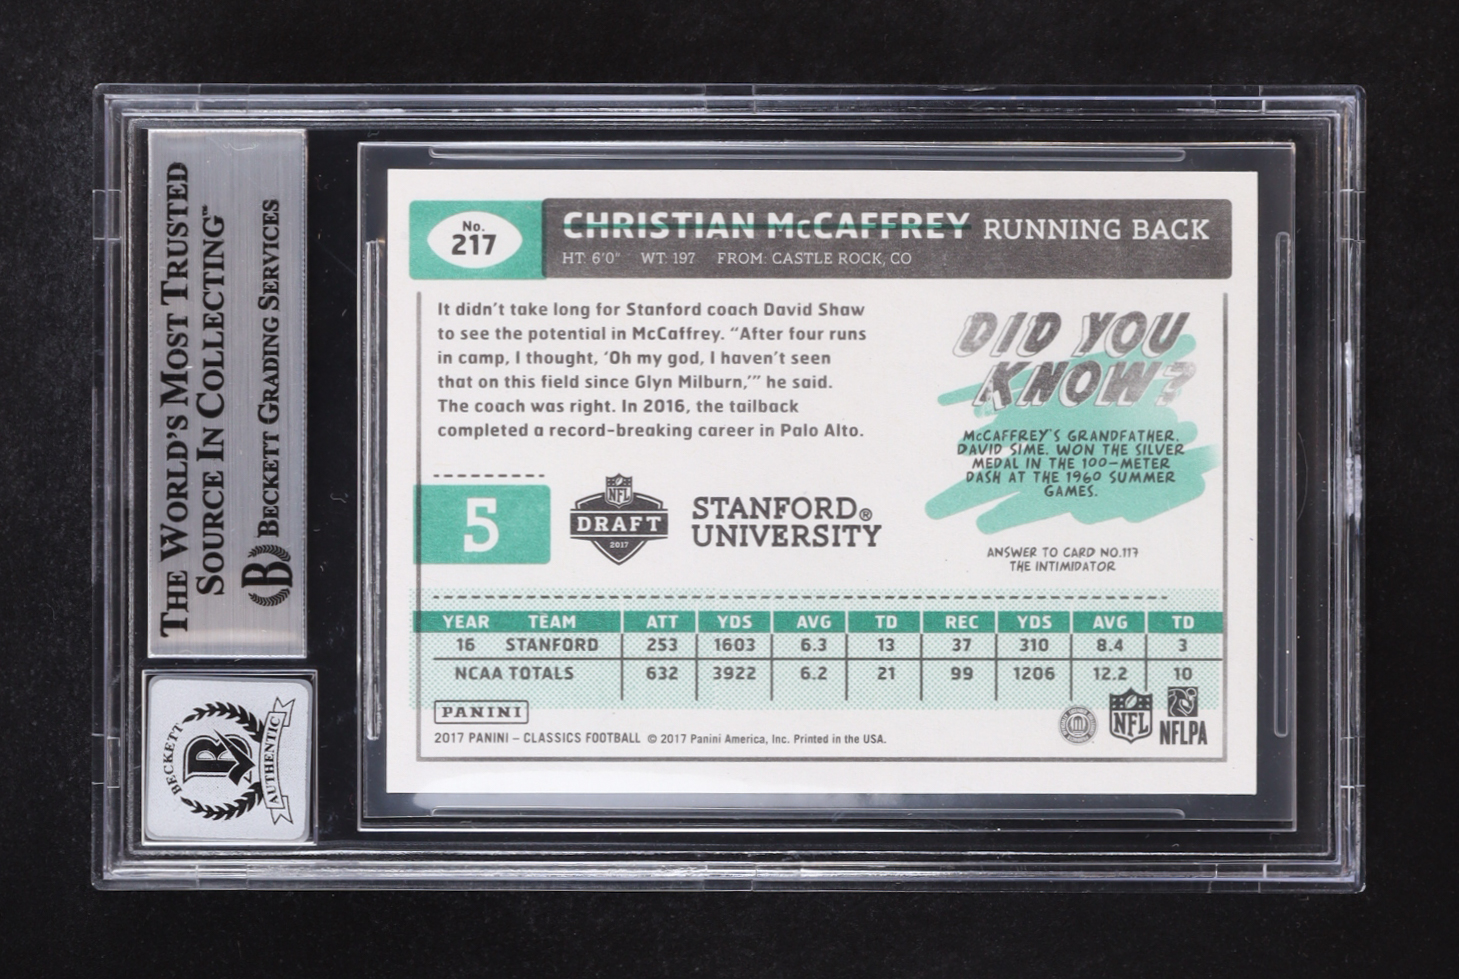 THE WORLD'S MOST TRUSTED
SOURCE IN COLLECTING™
BECKETT GRADING SERVICES
B
BECKETT
B
AUTHENTIC
No.
217
CHRISTIAN McCAFFREY RUNNING BACK
HT: 6'0" WT: 197 FROM: CASTLE ROCK, CO
It didn't take long for Stanford coach David Shaw
to see the potential in McCaffrey. “After four runs
in camp, I thought, ‘Oh my god, I haven't seen
that on this field since Glyn Milburn,’” he said.
The coach was right. In 2016, the tailback
completed a record-breaking career in Palo Alto.
DID YOU
KNOW?
McCAFFREY'S GRANDFATHER,
DAVID SIME, WON THE SILVER
MEDAL IN THE 100-METER
DASH AT THE 1960 SUMMER
GAMES.
ANSWER TO CARD NO.117
THE INTIMIDATOR
5
NFL
DRAFT
2017
STANFORD®
UNIVERSITY
YEAR TEAM ATT YDS AVG TD REC YDS AVG TD
16 STANFORD 253 1603 6.3 13 37 310 8.4 3
NCAA TOTALS 632 3922 6.2 21 99 1206 12.2 10
PANINI
2017 PANINI – CLASSICS FOOTBALL © 2017 Panini America, Inc. Printed in the USA.
NFL
NFLPA